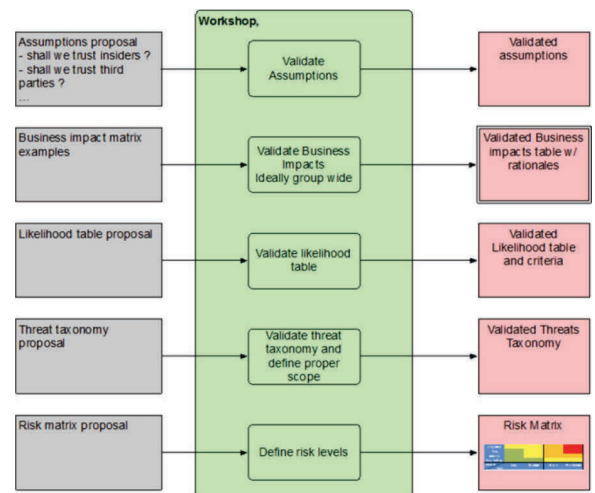 Workshop,
Assumptions proposal
- shall we trust insiders ?
- shall we trust third
parties ?
...
Validate
Assumptions
Validated
assumptions
Business impact matrix
examples
Validate Business
Impacts
Ideally group wide
Validated Business
impacts table w/
rationales
Likelihood table proposal
Validate likelihood
table
Validated
Likelihood table
and criteria
Threat taxonomy
proposal
Validate threat
taxonomy and
define proper
scope
Validated Threats
Taxonomy
Risk matrix proposal
Define risk levels
Risk Matrix